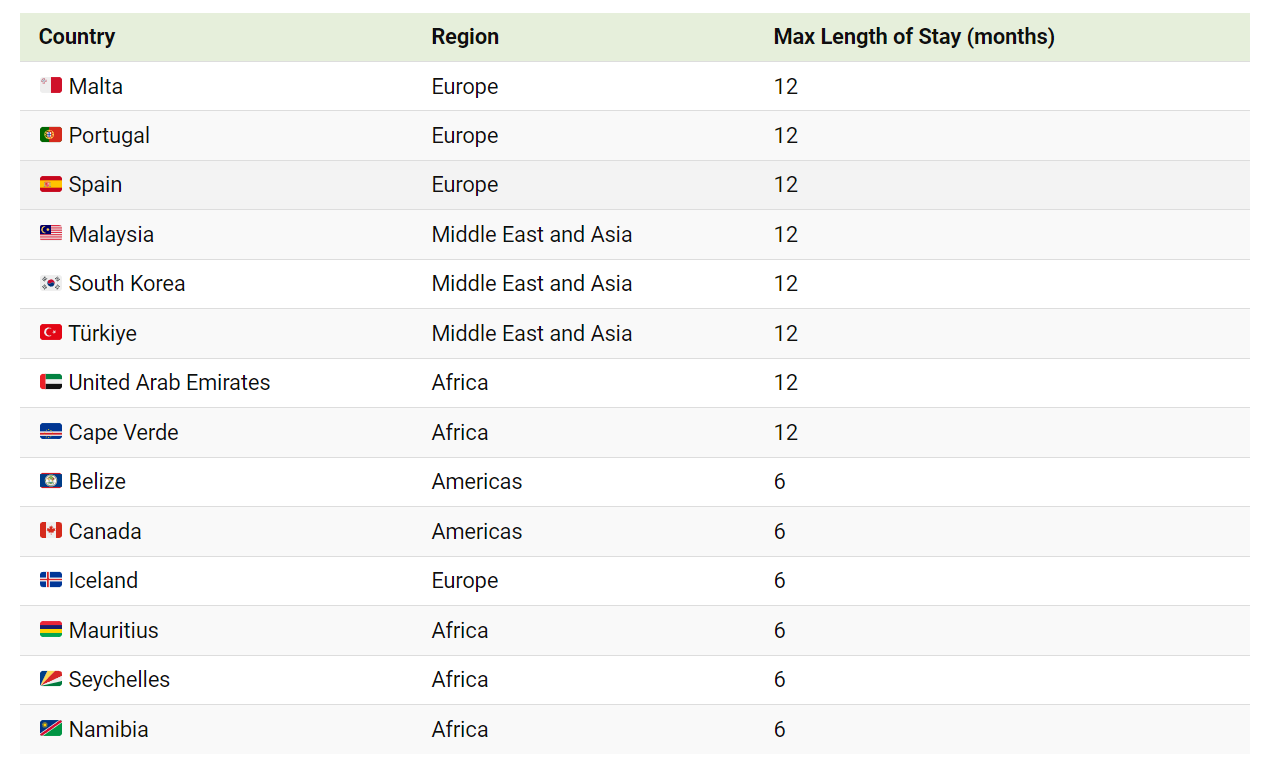 Country Region Max Length of Stay (months)
Malta Europe 12
Portugal Europe 12
Spain Europe 12
Malaysia Middle East and Asia 12
South Korea Middle East and Asia 12
Türkiye Middle East and Asia 12
United Arab Emirates Africa 12
Cape Verde Africa 12
Belize Americas 6
Canada Americas 6
Iceland Europe 6
Mauritius Africa 6
Seychelles Africa 6
Namibia Africa 6